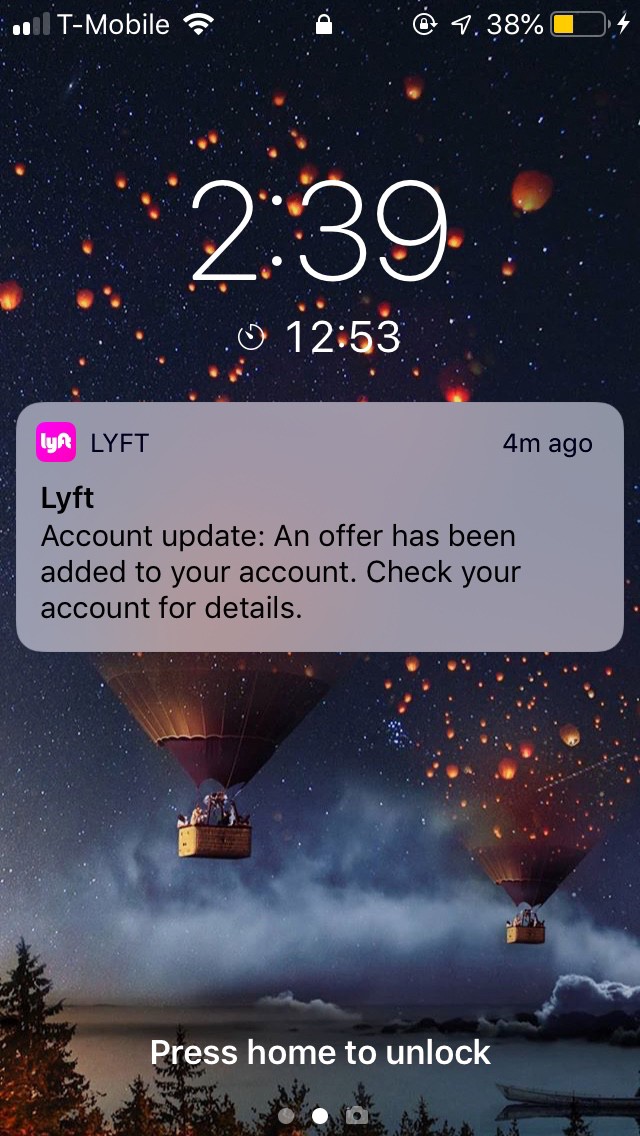 T-Mobile 38%
2:39
12:53
lyft LYFT 4m ago
Lyft
Account update: An offer has been
added to your account. Check your
account for details.
Press home to unlock